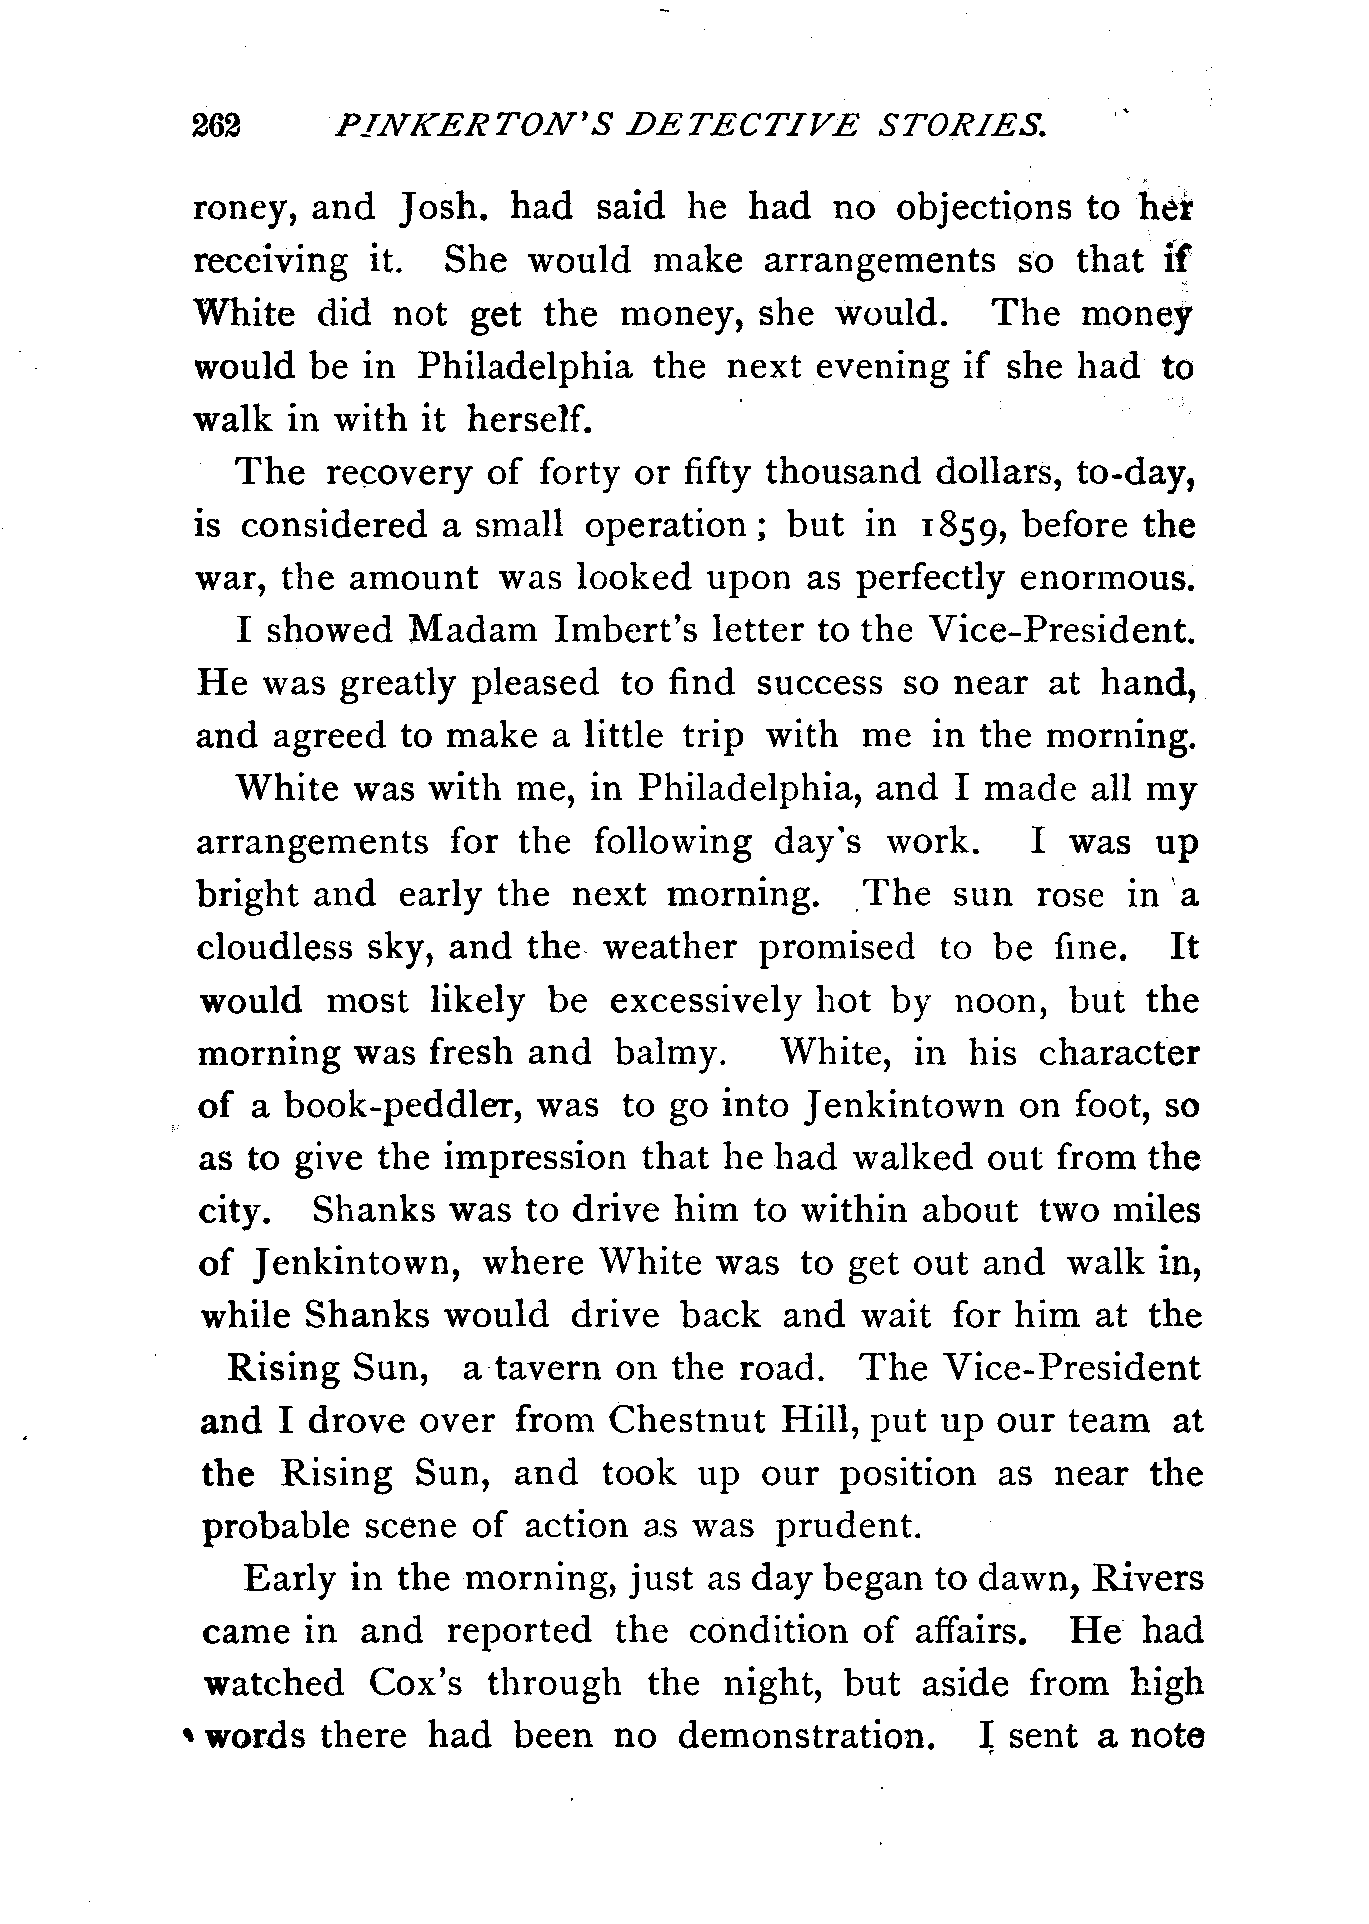 262 PINKERTON'S DETECTIVE STORIES.
roney, and Josh. had said he had no objections to her
receiving it. She would make arrangements so that if
White did not get the money, she would. The money
would be in Philadelphia the next evening if she had to
walk in with it herself.
The recovery of forty or fifty thousand dollars, to-day,
is considered a small operation ; but in 1859, before the
war, the amount was looked upon as perfectly enormous.
I showed Madam Imbert's letter to the Vice-President.
He was greatly pleased to find success so near at hand,
and agreed to make a little trip with me in the morning.
White was with me, in Philadelphia, and I made all my
arrangements for the following day's work. I was up
bright and early the next morning. The sun rose in a
cloudless sky, and the weather promised to be fine. It
would most likely be excessively hot by noon, but the
morning was fresh and balmy. White, in his character
of a book-peddler, was to go into Jenkintown on foot, so
as to give the impression that he had walked out from the
city. Shanks was to drive him to within about two miles
of Jenkintown, where White was to get out and walk in,
while Shanks would drive back and wait for him at the
Rising Sun, a tavern on the road. The Vice-President
and I drove over from Chestnut Hill, put up our team at
the Rising Sun, and took up our position as near the
probable scene of action as was prudent.
Early in the morning, just as day began to dawn, Rivers
came in and reported the condition of affairs. He had
watched Cox's through the night, but aside from high
words there had been no demonstration. I sent a note